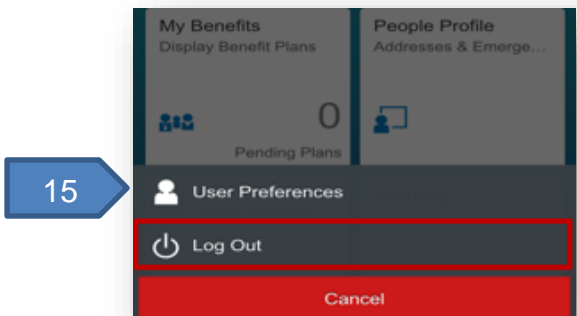 My Benefits
Display Benefit Plans
0
Pending Plans
People Profile
Addresses & Emerge...
15
User Preferences
Log Out
Cancel